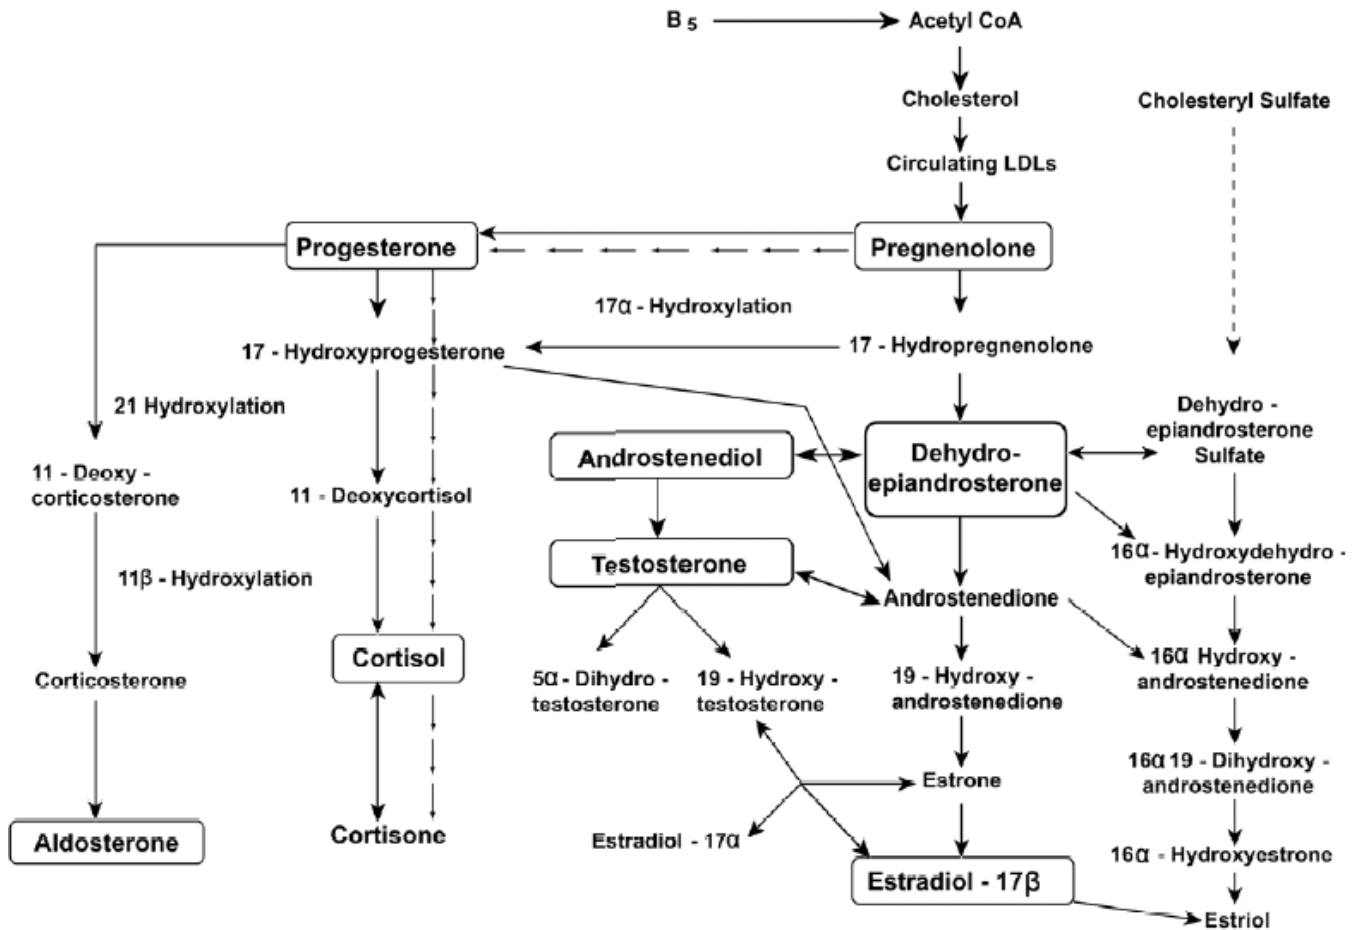 B 5
Acetyl CoA
Cholesterol
Cholesteryl Sulfate
Circulating LDLs
Progesterone
Pregnenolone
17α - Hydroxylation
17 - Hydroxyprogesterone
17 - Hydropregnenolone
21 Hydroxylation
Dehydro -
epiandrosterone
Sulfate
Androstenediol
Dehydro-
epiandrosterone
11 - Deoxy -
corticosterone
11 - Deoxycortisol
16α- Hydroxydehydro -
epiandrosterone
Testosterone
11β - Hydroxylation
Androstenedione
Cortisol
16α Hydroxy -
androstenedione
Corticosterone
5α - Dihydro -
testosterone
19 - Hydroxy -
testosterone
19 - Hydroxy -
androstenedione
16α 19 - Dihydroxy -
androstenedione
Estrone
Aldosterone
Cortisone
Estradiol - 17α
16α - Hydroxyestrone
Estradiol - 17β
Estriol